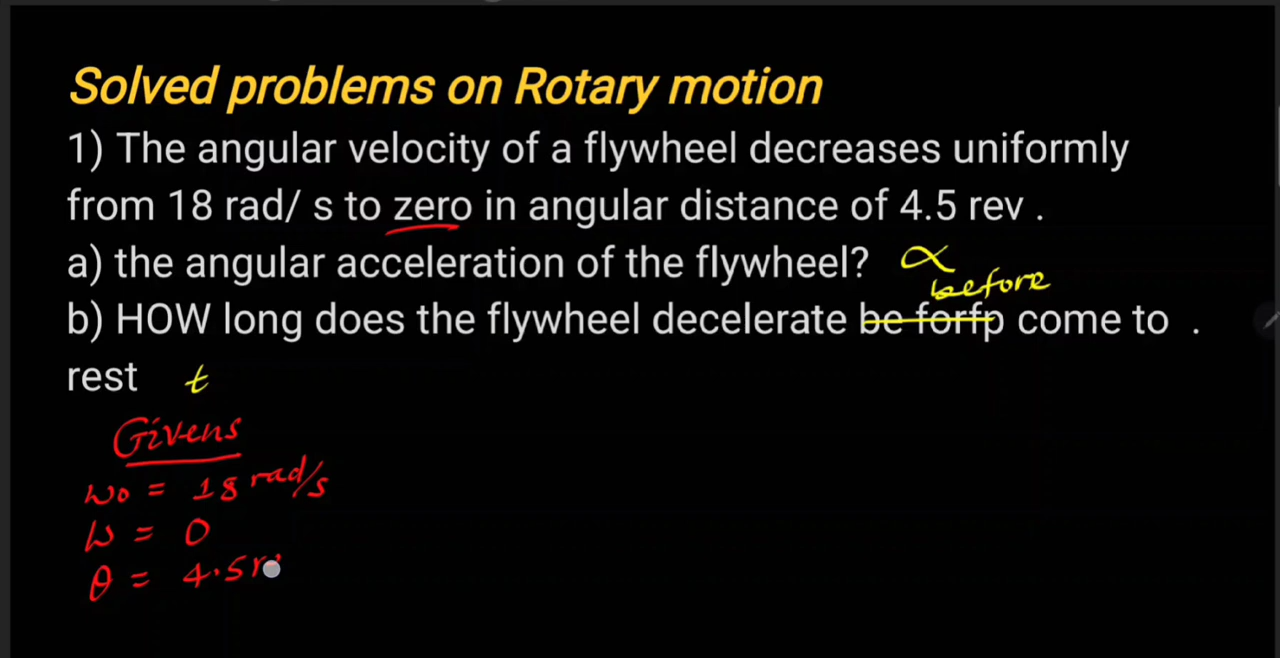 Solved problems on Rotary motion
1) The angular velocity of a flywheel decreases uniformly
from 18 rad/ s to zero in angular distance of 4.5 rev .
a) the angular acceleration of the flywheel? α
before
b) HOW long does the flywheel decelerate be forfp come to .
rest t
Givens
ω₀ = 18 rad/s
ω = 0
θ = 4.5